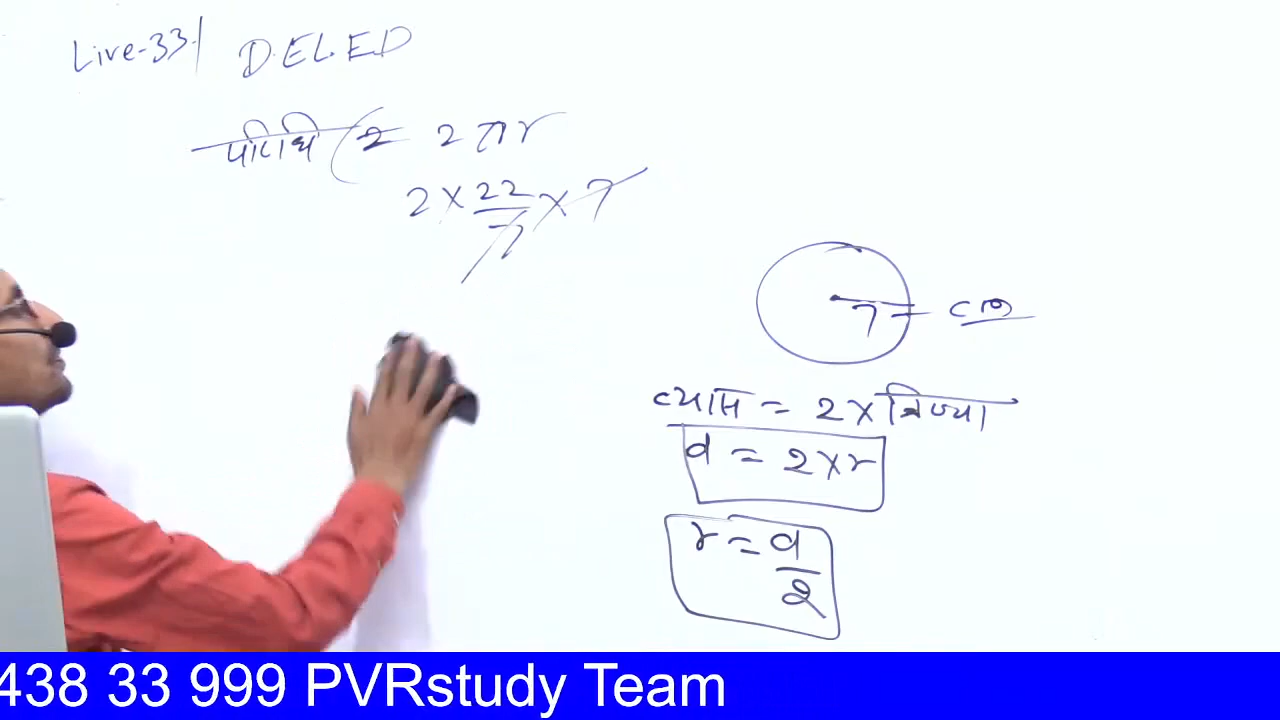 Live-33 | D.EL.E.D
परिधि = 2πr
2 × 22/7 × 7
7 cm
व्यास = 2 × त्रिज्या
d = 2×r
r = d/2
438 33 999 PVRstudy Team